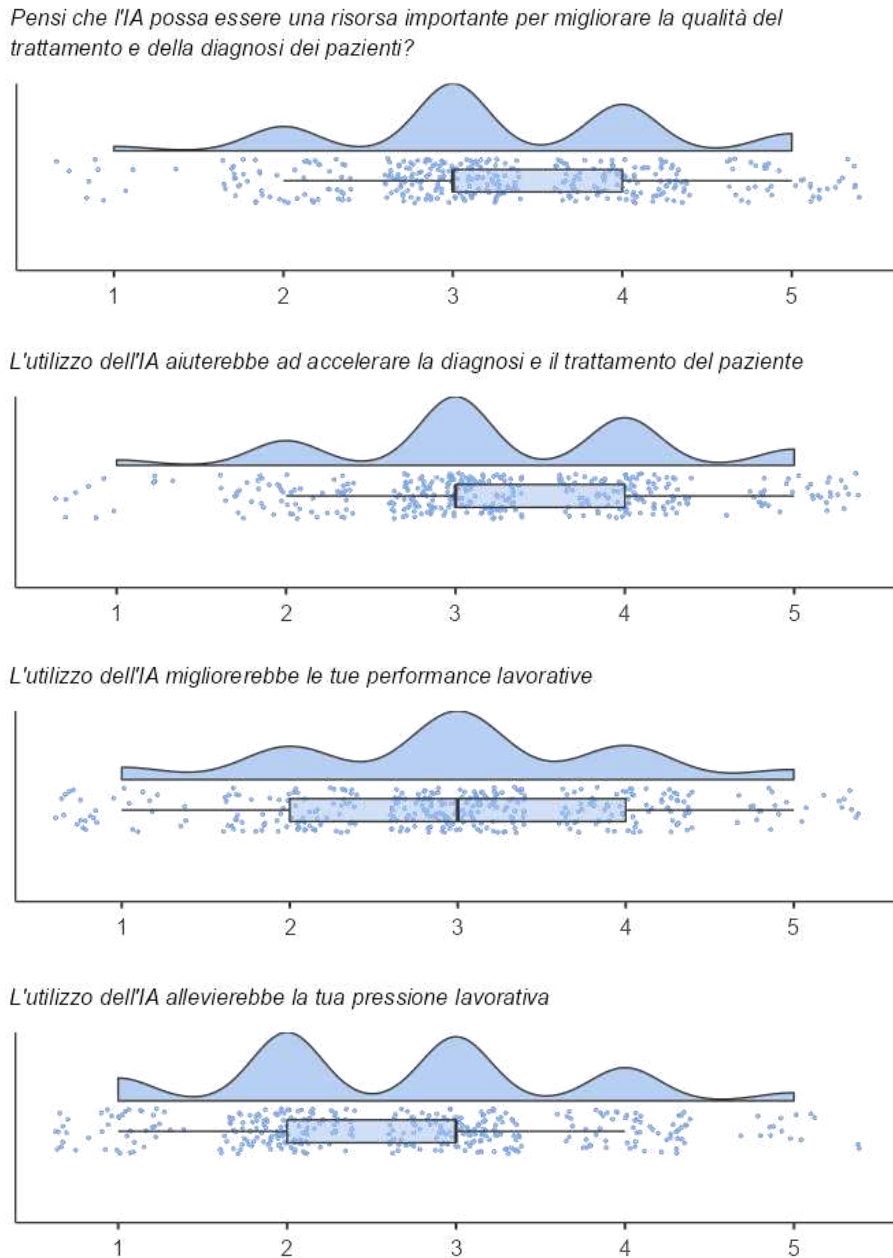 Pensi che l'IA possa essere una risorsa importante per migliorare la qualità del
trattamento e della diagnosi dei pazienti?
1 2 3 4 5
L'utilizzo dell'IA aiuterebbe ad accelerare la diagnosi e il trattamento del paziente
1 2 3 4 5
L'utilizzo dell'IA migliorerebbe le tue performance lavorative
1 2 3 4 5
L'utilizzo dell'IA allevierebbe la tua pressione lavorativa
1 2 3 4 5